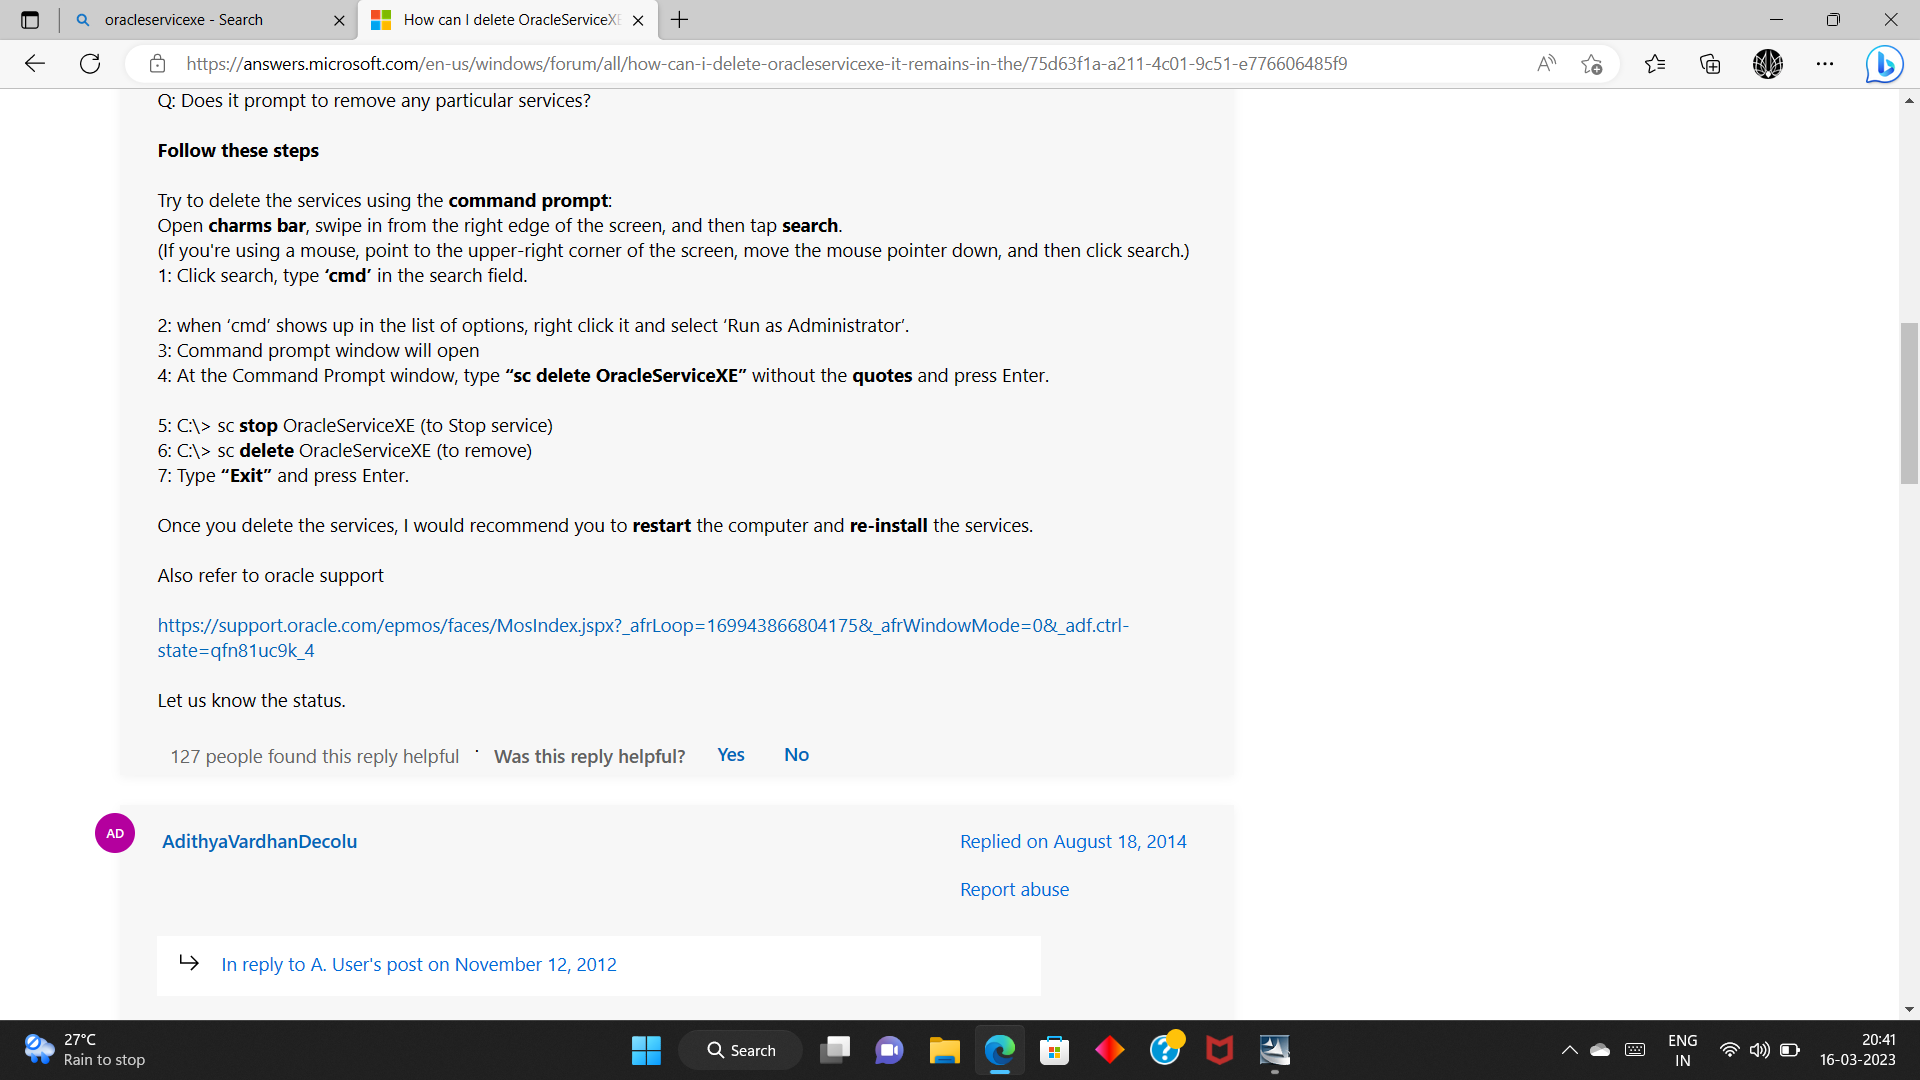 oracleservicexe - Search
How can I delete OracleServiceXE
https://answers.microsoft.com/en-us/windows/forum/all/how-can-i-delete-oracleservicexe-it-remains-in-the/75d63f1a-a211-4c01-9c51-e776606485f9
Q: Does it prompt to remove any particular services?
Follow these steps
Try to delete the services using the command prompt:
Open charms bar, swipe in from the right edge of the screen, and then tap search.
(If you're using a mouse, point to the upper-right corner of the screen, move the mouse pointer down, and then click search.)
1: Click search, type ‘cmd’ in the search field.
2: when ‘cmd’ shows up in the list of options, right click it and select ‘Run as Administrator’.
3: Command prompt window will open
4: At the Command Prompt window, type “sc delete OracleServiceXE” without the quotes and press Enter.
5: C:\> sc stop OracleServiceXE (to Stop service)
6: C:\> sc delete OracleServiceXE (to remove)
7: Type “Exit” and press Enter.
Once you delete the services, I would recommend you to restart the computer and re-install the services.
Also refer to oracle support
https://support.oracle.com/epmos/faces/MosIndex.jspx?_afrLoop=169943866804175&_afrWindowMode=0&_adf.ctrl-
state=qfn81uc9k_4
Let us know the status.
127 people found this reply helpful · Was this reply helpful? Yes No
AD
AdithyaVardhanDecolu
Replied on August 18, 2014
Report abuse
In reply to A. User's post on November 12, 2012
27°C
Rain to stop
Search
ENG
IN
20:41
16-03-2023